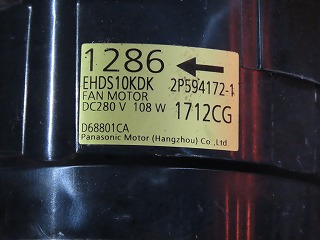 1286 ←
EHDS10KDK 2P594172-1
FAN MOTOR
DC280 V 108 W 1712CG
D68801CA
Panasonic Motor (Hangzhou) Co.,Ltd